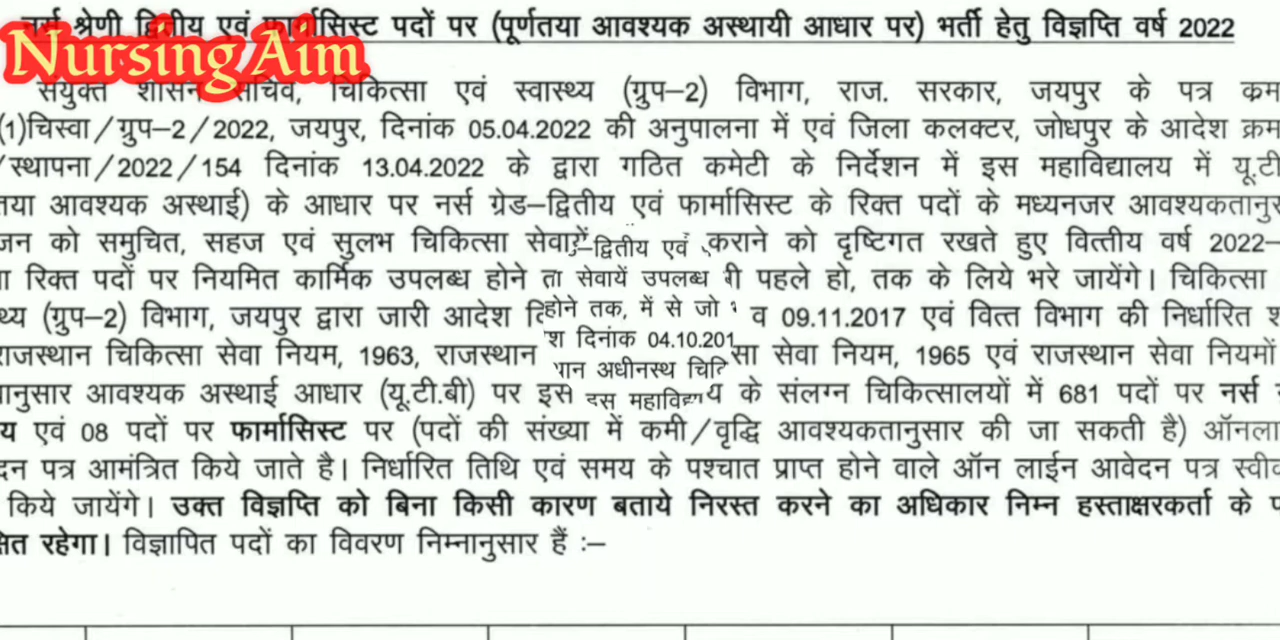 नर्स श्रेणी द्वितीय एवं फार्मासिस्ट पदों पर (पूर्णतया आवश्यक अस्थायी आधार पर) भर्ती हेतु विज्ञप्ति वर्ष 2022
Nursing Aim
संयुक्त शासन सचिव, चिकित्सा एवं स्वास्थ्य (ग्रुप–2) विभाग, राज. सरकार, जयपुर के पत्र क्रम
(1)चिस्वा/ग्रुप–2/2022, जयपुर, दिनांक 05.04.2022 की अनुपालना में एवं जिला कलक्टर, जोधपुर के आदेश क्रम
/स्थापना/2022/154 दिनांक 13.04.2022 के द्वारा गठित कमेटी के निर्देशन में इस महाविद्यालय में यू.टी
तया आवश्यक अस्थाई) के आधार पर नर्स ग्रेड–द्वितीय एवं फार्मासिस्ट के रिक्त पदों के मध्यनजर आवश्यकतानुस
जन को समुचित, सहज एवं सुलभ चिकित्सा सेवायें –द्वितीय एवं कराने को दृष्टिगत रखते हुए वित्तीय वर्ष 2022–
रिक्त पदों पर नियमित कार्मिक उपलब्ध होने ता सेवायें उपलब्ध पहले हो, तक के लिये भरे जायेंगे। चिकित्सा
थ्य (ग्रुप–2) विभाग, जयपुर द्वारा जारी आदेश होने तक, में से जो व 09.11.2017 एवं वित्त विभाग की निर्धारित
राजस्थान चिकित्सा सेवा नियम, 1963, राजस्थान श दिनांक 04.10.201 सा सेवा नियम, 1965 एवं राजस्थान सेवा नियमों
ानुसार आवश्यक अस्थाई आधार (यू.टी.बी) पर इस ान अधीनस्थ चिि इस महावि य के संलग्न चिकित्सालयों में 681 पदों पर नर्स
य एवं 08 पदों पर फार्मासिस्ट पर (पदों की संख्या में कमी/वृद्धि आवश्यकतानुसार की जा सकती है) ऑनला
दन पत्र आमंत्रित किये जाते है। निर्धारित तिथि एवं समय के पश्चात प्राप्त होने वाले ऑन लाईन आवेदन पत्र स्वीक
किये जायेंगे। उक्त विज्ञप्ति को बिना किसी कारण बताये निरस्त करने का अधिकार निम्न हस्ताक्षरकर्ता के प
क्षित रहेगा। विज्ञापित पदों का विवरण निम्नानुसार हैं :–